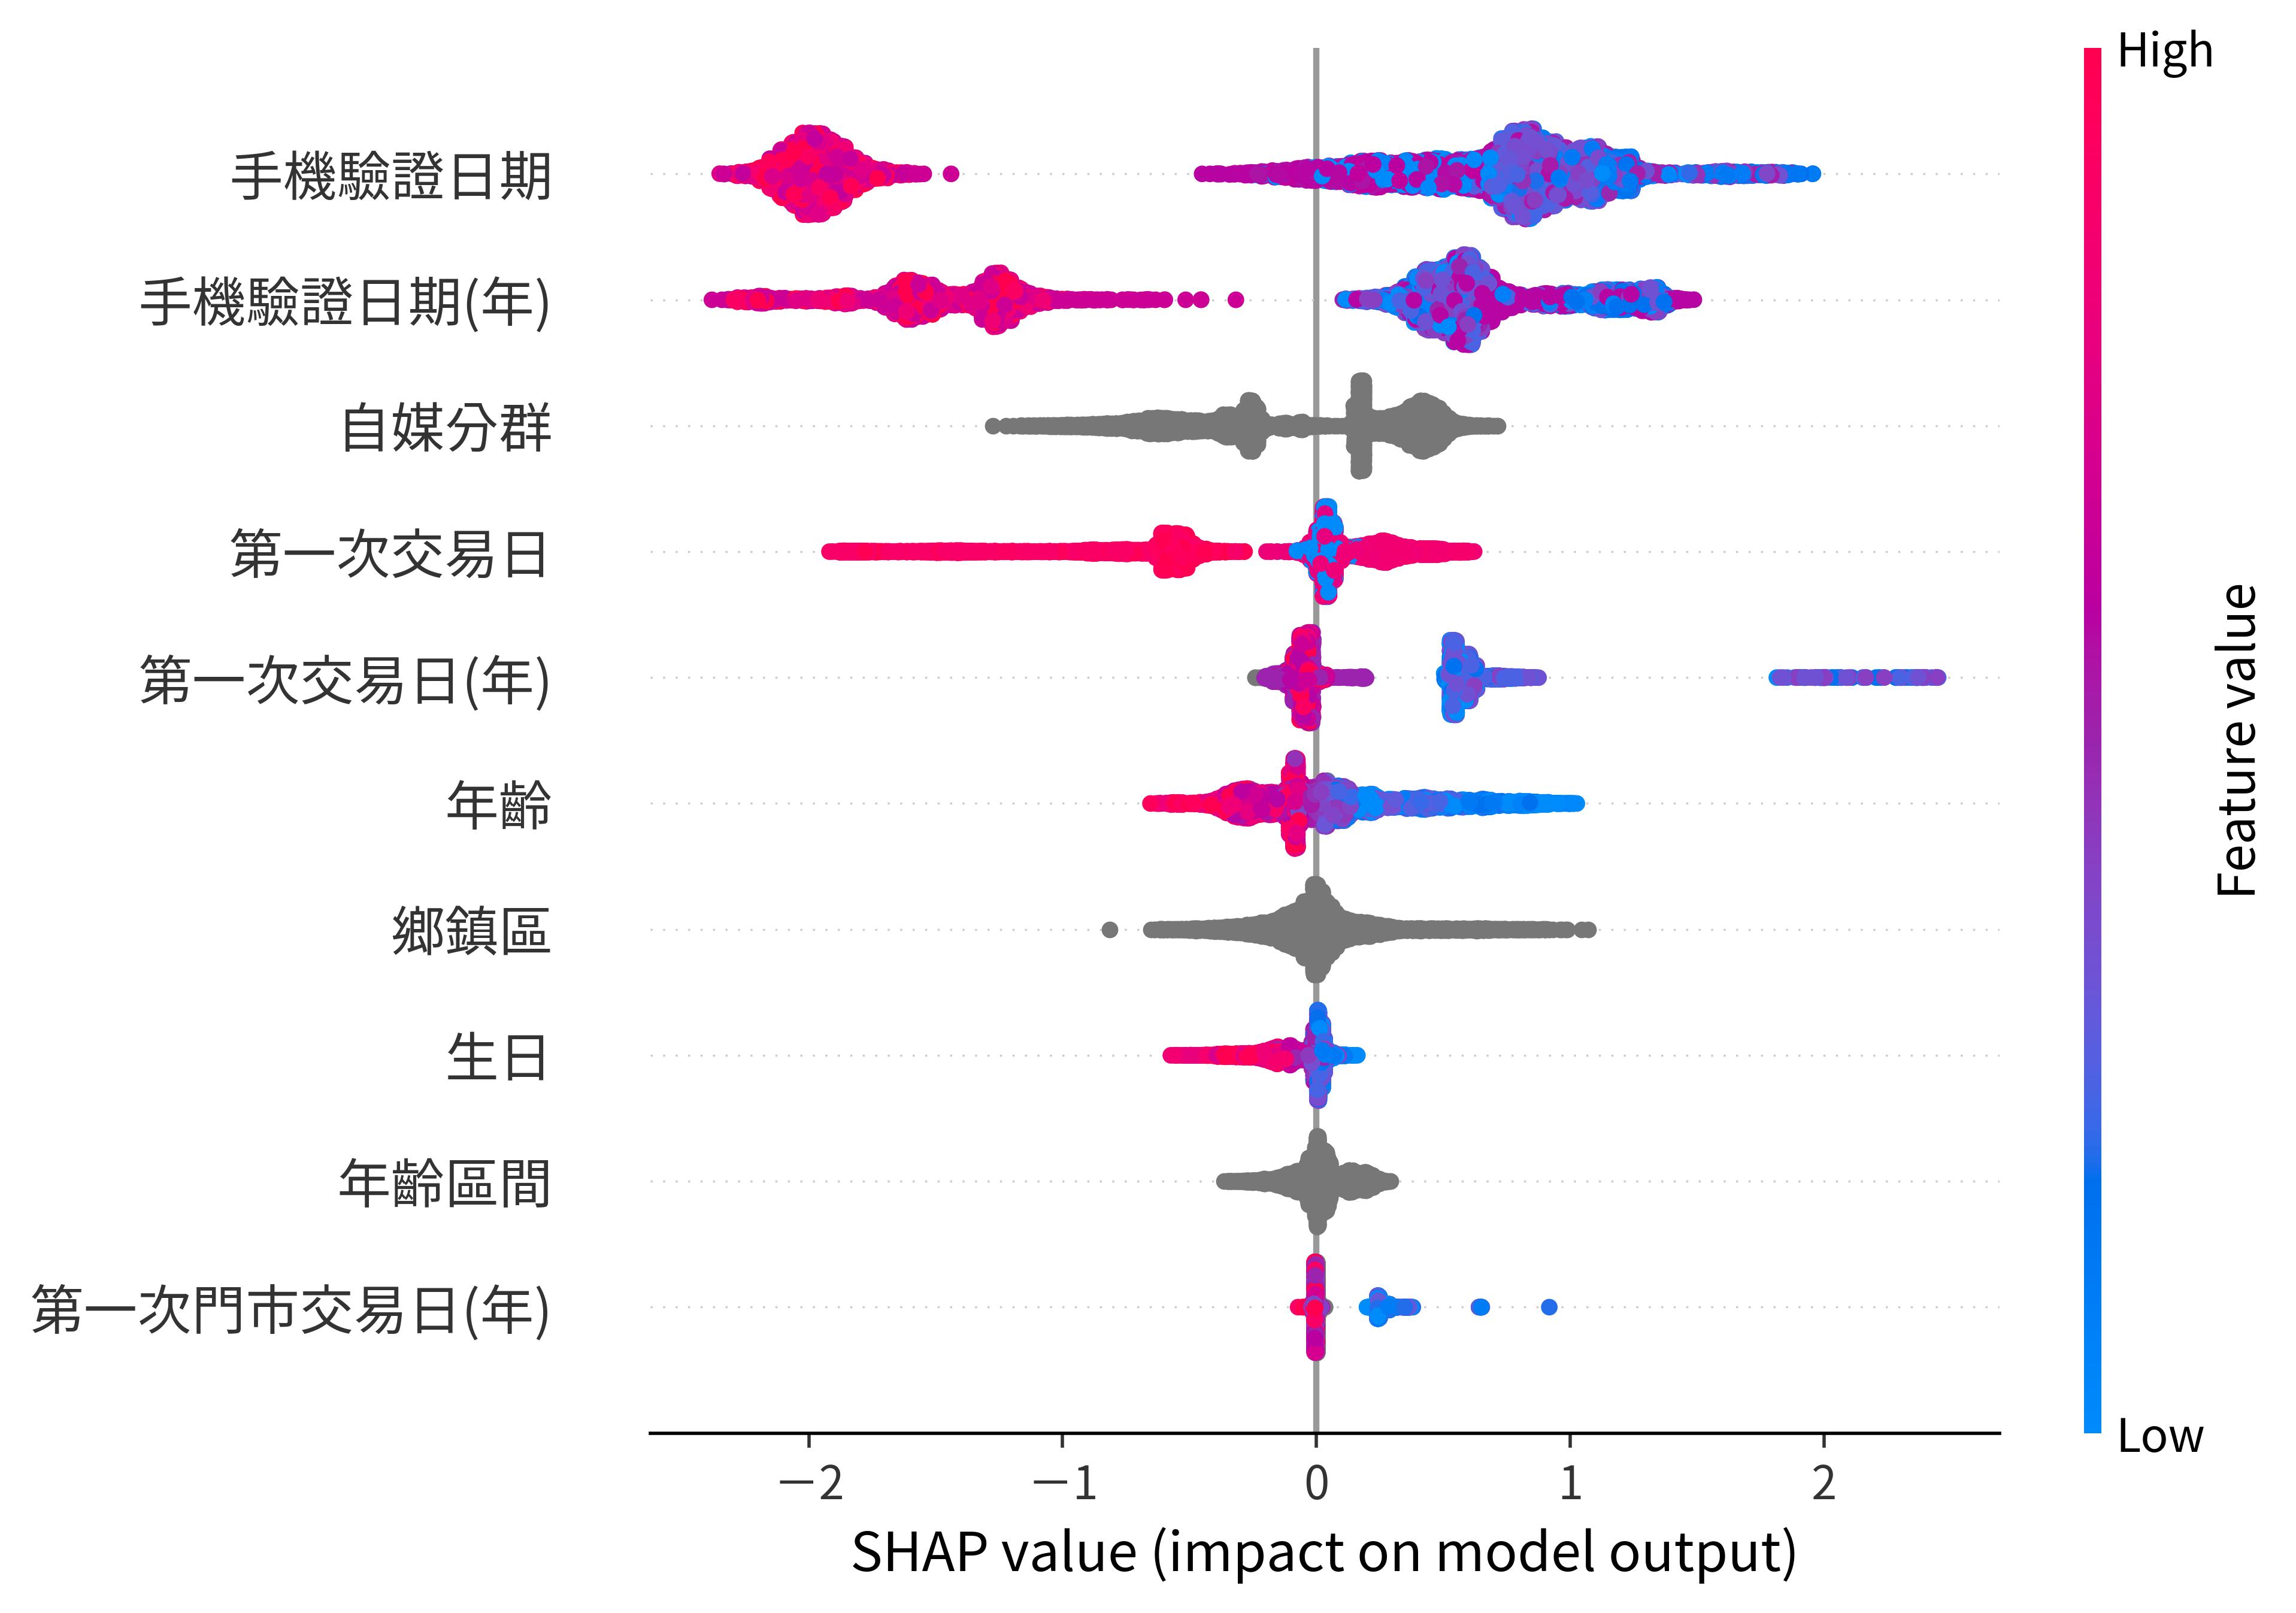 High
手機驗證日期
手機驗證日期(年)
自媒分群
第一次交易日
第一次交易日(年)
年齡
鄉鎮區
生日
年齡區間
第一次門市交易日(年)
Feature value
Low
−2 −1 0 1 2
SHAP value (impact on model output)